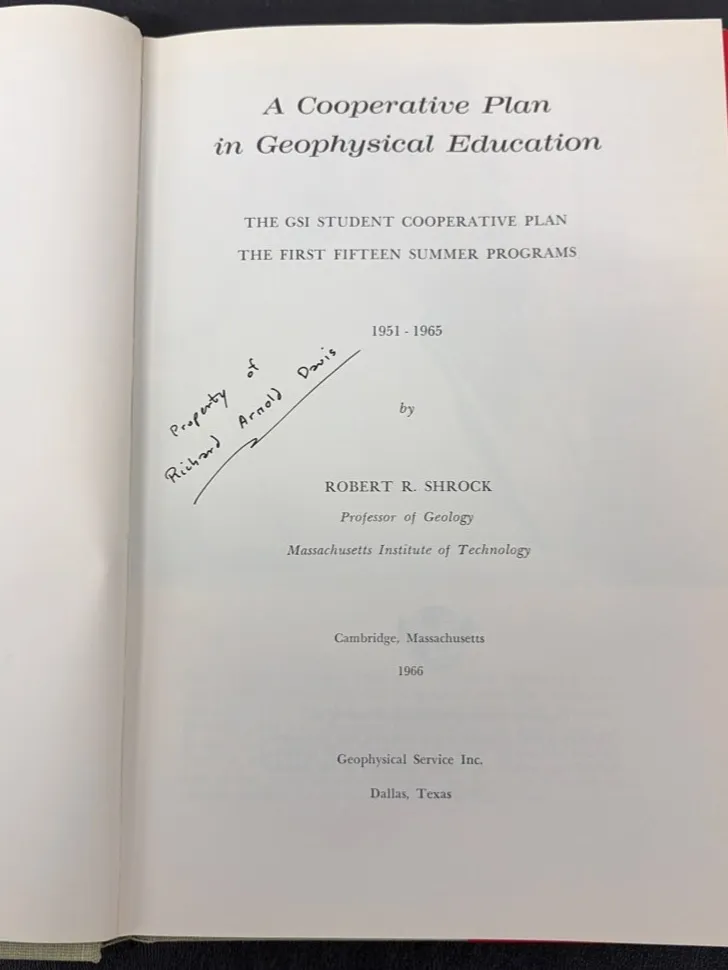 A Cooperative Plan
in Geophysical Education
THE GSI STUDENT COOPERATIVE PLAN
THE FIRST FIFTEEN SUMMER PROGRAMS
1951 - 1965
Property of
Richard Arnold Davis
by
ROBERT R. SHROCK
Professor of Geology
Massachusetts Institute of Technology
Cambridge, Massachusetts
1966
Geophysical Service Inc.
Dallas, Texas